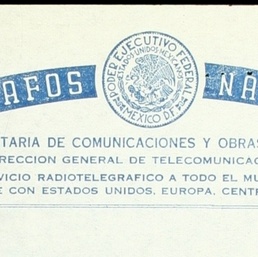 AFOS NA
PODER EJECUTIVO FEDERAL
ESTADOS UNIDOS MEXICANOS
MEXICO D.F.
TARIA DE COMUNICACIONES Y OBRAS
RECCION GENERAL DE TELECOMUNICAC
VICIO RADIOTELEGRAFICO A TODO EL MU
E CON ESTADOS UNIDOS, EUROPA, CENTR